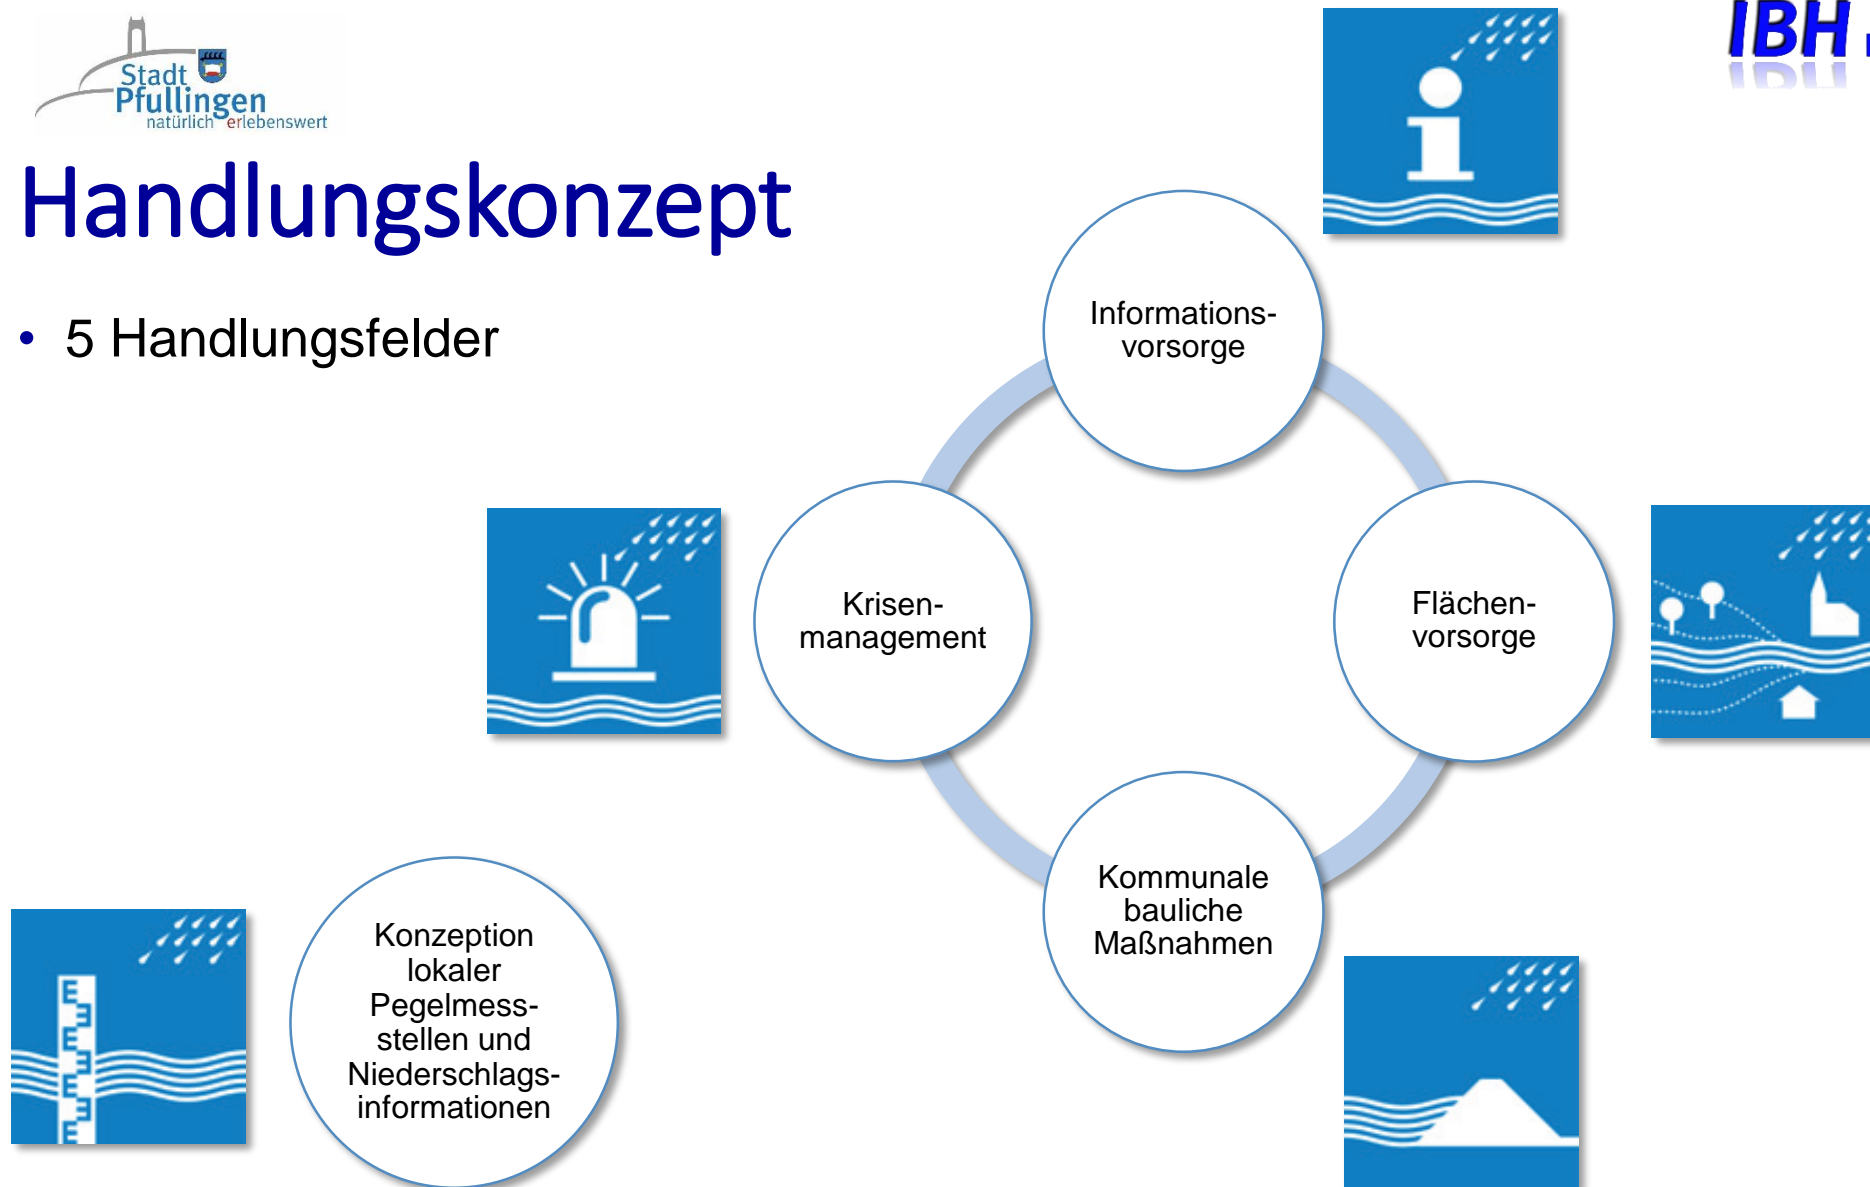 Stadt
Pfullingen
natürlich erlebenswert
IBH
Handlungskonzept
• 5 Handlungsfelder
Informations-
vorsorge
Krisen-
management
Flächen-
vorsorge
Kommunale
bauliche
Maßnahmen
Konzeption
lokaler
Pegelmess-
stellen und
Niederschlags-
informationen